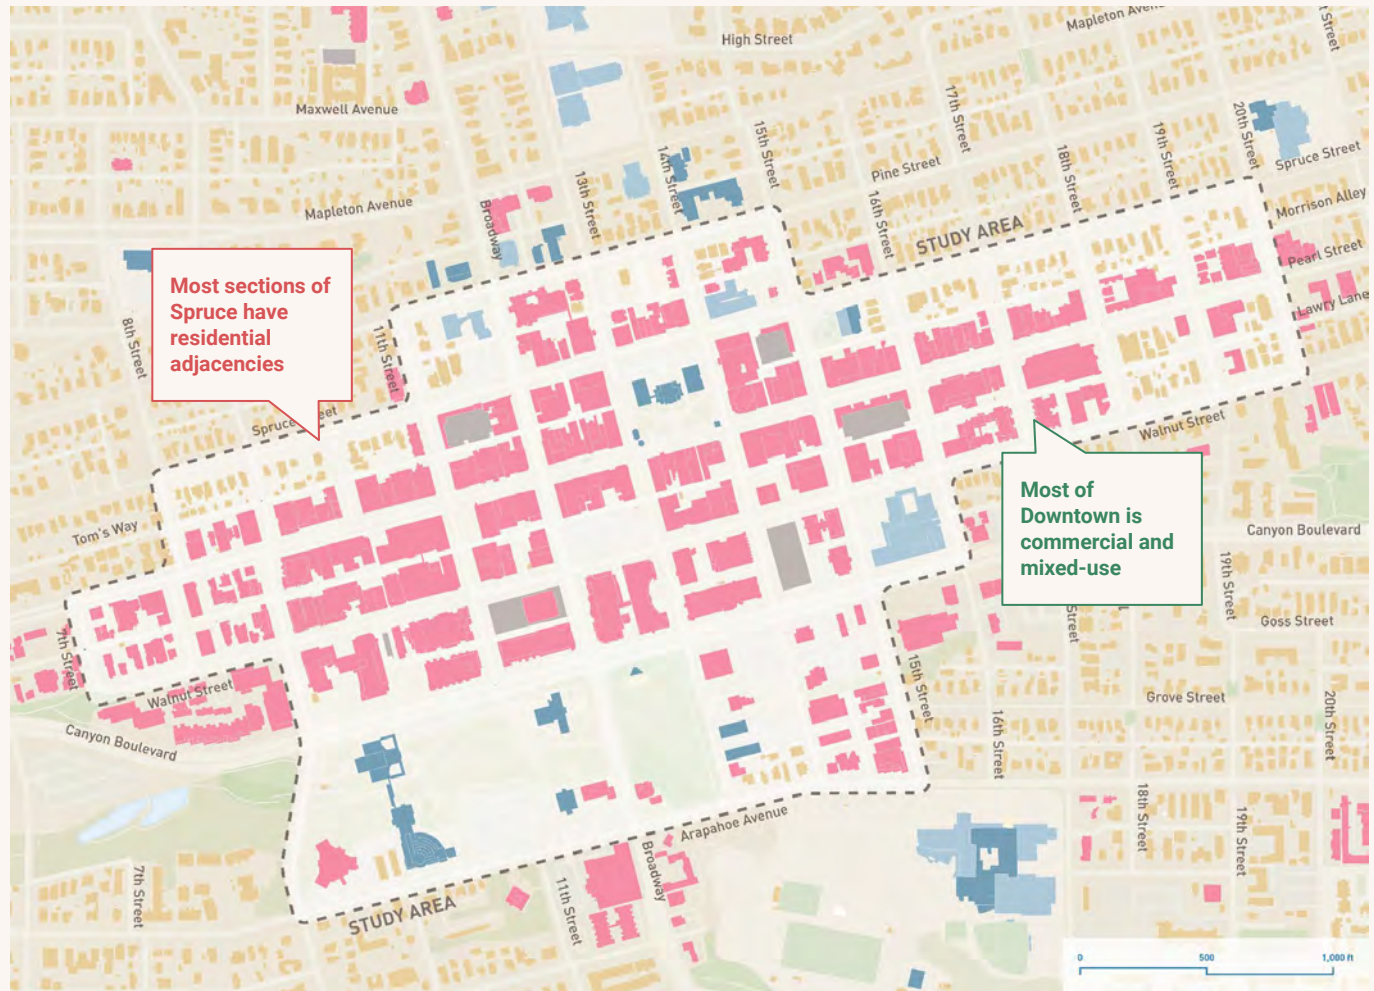 High Street
Mapleton
Maxwell Avenue
17th Street
15th Street
20th Street
19th Street
18th Street
14th Street
Pine Street
Spruce Street
13th Street
16th Street
Morrison Alley
Mapleton Avenue
Broadway
STUDY AREA
Pearl Street
Lawry Lane
Most sections of
Spruce have
residential
adjacencies
8th Street
11th Street
Walnut Street
Most of
Downtown is
commercial and
mixed-use
Tom's Way
Canyon Boulevard
19th Street
Street
Goss Street
7th Street
15th Street
Walnut Street
Grove Street
Canyon Boulevard
16th Street
20th Street
18th Street
19th Street
Arapahoe Avenue
Broadway
7th Street
11th Street
STUDY AREA
0 500 1,000 ft